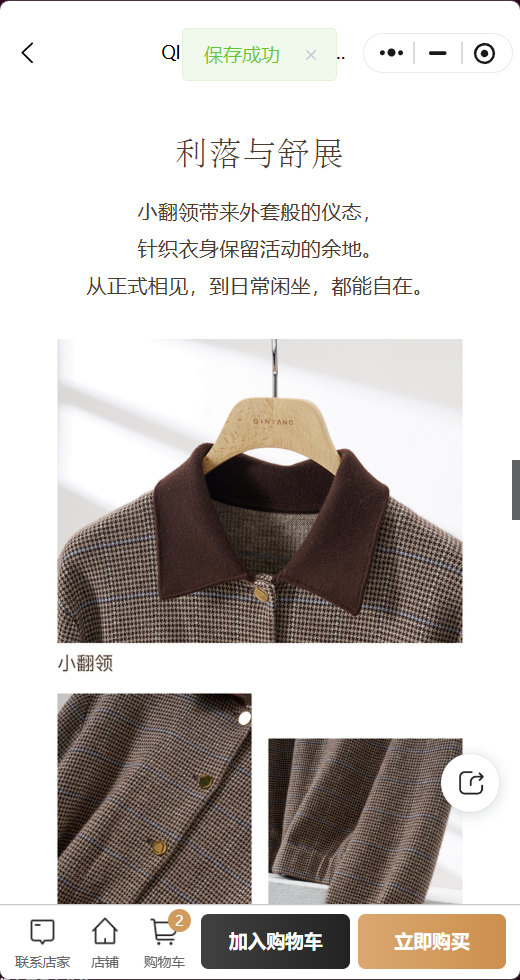 QI
保存成功 ×
...
利落与舒展
小翻领带来外套般的仪态，
针织衣身保留活动的余地。
从正式相见，到日常闲坐，都能自在。
QINYANG
小翻领
2
联系店家
店铺
购物车
加入购物车
立即购买